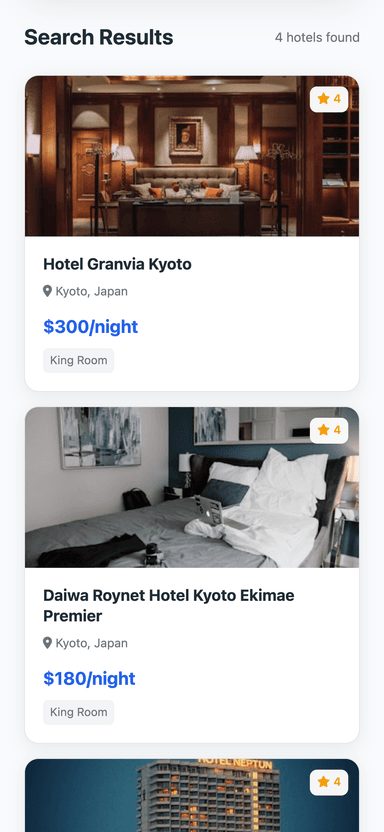 Search Results
4 hotels found
4
Hotel Granvia Kyoto
Kyoto, Japan
$300/night
King Room
4
Daiwa Roynet Hotel Kyoto Ekimae
Premier
Kyoto, Japan
$180/night
King Room
4
HOTEL NEPTUN